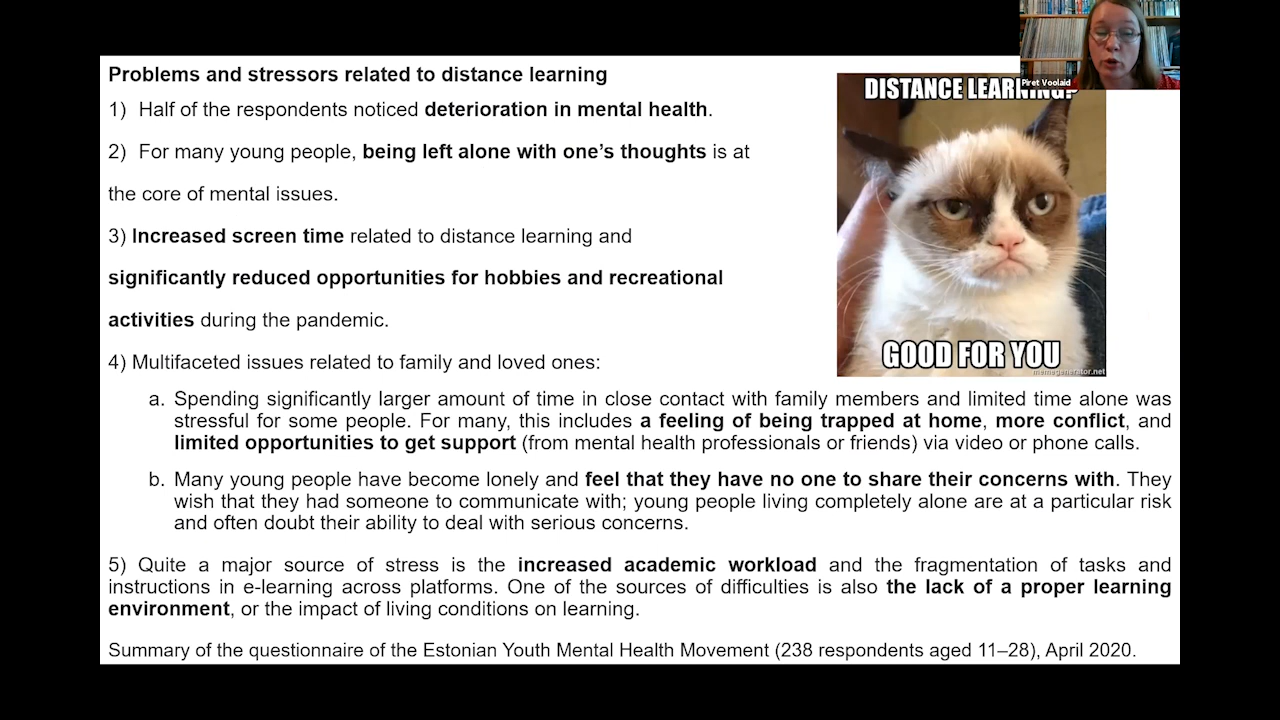 Problems and stressors related to distance learning
1) Half of the respondents noticed deterioration in mental health.
2) For many young people, being left alone with one’s thoughts is at
the core of mental issues.
3) Increased screen time related to distance learning and
significantly reduced opportunities for hobbies and recreational
activities during the pandemic.
4) Multifaceted issues related to family and loved ones:
a. Spending significantly larger amount of time in close contact with family members and limited time alone was
stressful for some people. For many, this includes a feeling of being trapped at home, more conflict, and
limited opportunities to get support (from mental health professionals or friends) via video or phone calls.
b. Many young people have become lonely and feel that they have no one to share their concerns with. They
wish that they had someone to communicate with; young people living completely alone are at a particular risk
and often doubt their ability to deal with serious concerns.
5) Quite a major source of stress is the increased academic workload and the fragmentation of tasks and
instructions in e-learning across platforms. One of the sources of difficulties is also the lack of a proper learning
environment, or the impact of living conditions on learning.
Summary of the questionnaire of the Estonian Youth Mental Health Movement (238 respondents aged 11–28), April 2020.
DISTANCE LEARNING?
GOOD FOR YOU
memegenerator.net
Piret Voolaid